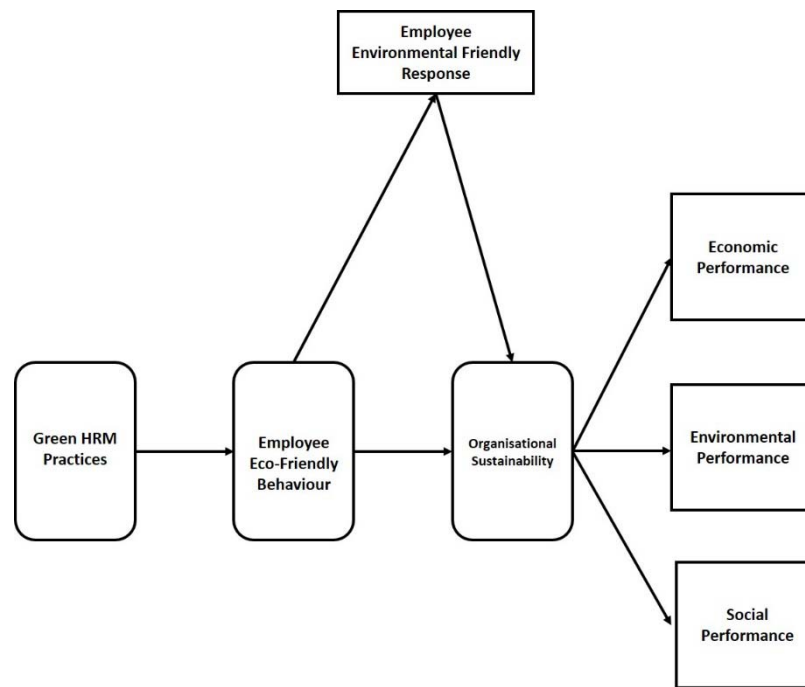 Employee
Environmental Friendly
Response
Economic
Performance
Green HRM
Practices
Employee
Eco-Friendly
Behaviour
Organisational
Sustainability
Environmental
Performance
Social
Performance